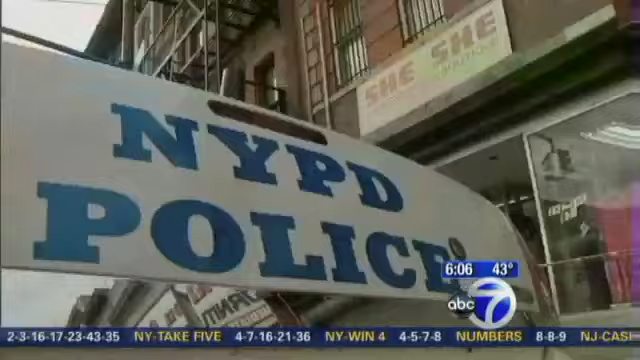 SHE SHE
NYPD
POLICE
6:06 43°
abc 7
2-3-16-17-23-43-35 NY-TAKE FIVE 4-7-16-21-36 NY-WIN 4 4-5-7-8 NUMBERS 8-8-9 NJ-CASH